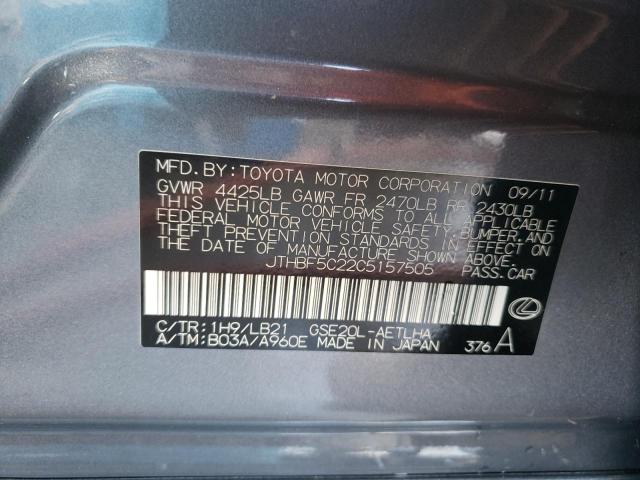 MFD. BY: TOYOTA MOTOR CORPORATION 09/11
GVWR 4425LB GAWR FR 2470LB RR 2430LB
THIS VEHICLE CONFORMS TO ALL APPLICABLE
FEDERAL MOTOR VEHICLE SAFETY, BUMPER, AND
THEFT PREVENTION STANDARDS IN EFFECT ON
THE DATE OF MANUFACTURE SHOWN ABOVE.
JTHBF5C22C5157505 PASS. CAR
C/TR: 1H9/LB21 GSE20L-AETLHA
A/TM: B03A/A960E MADE IN JAPAN 376 A